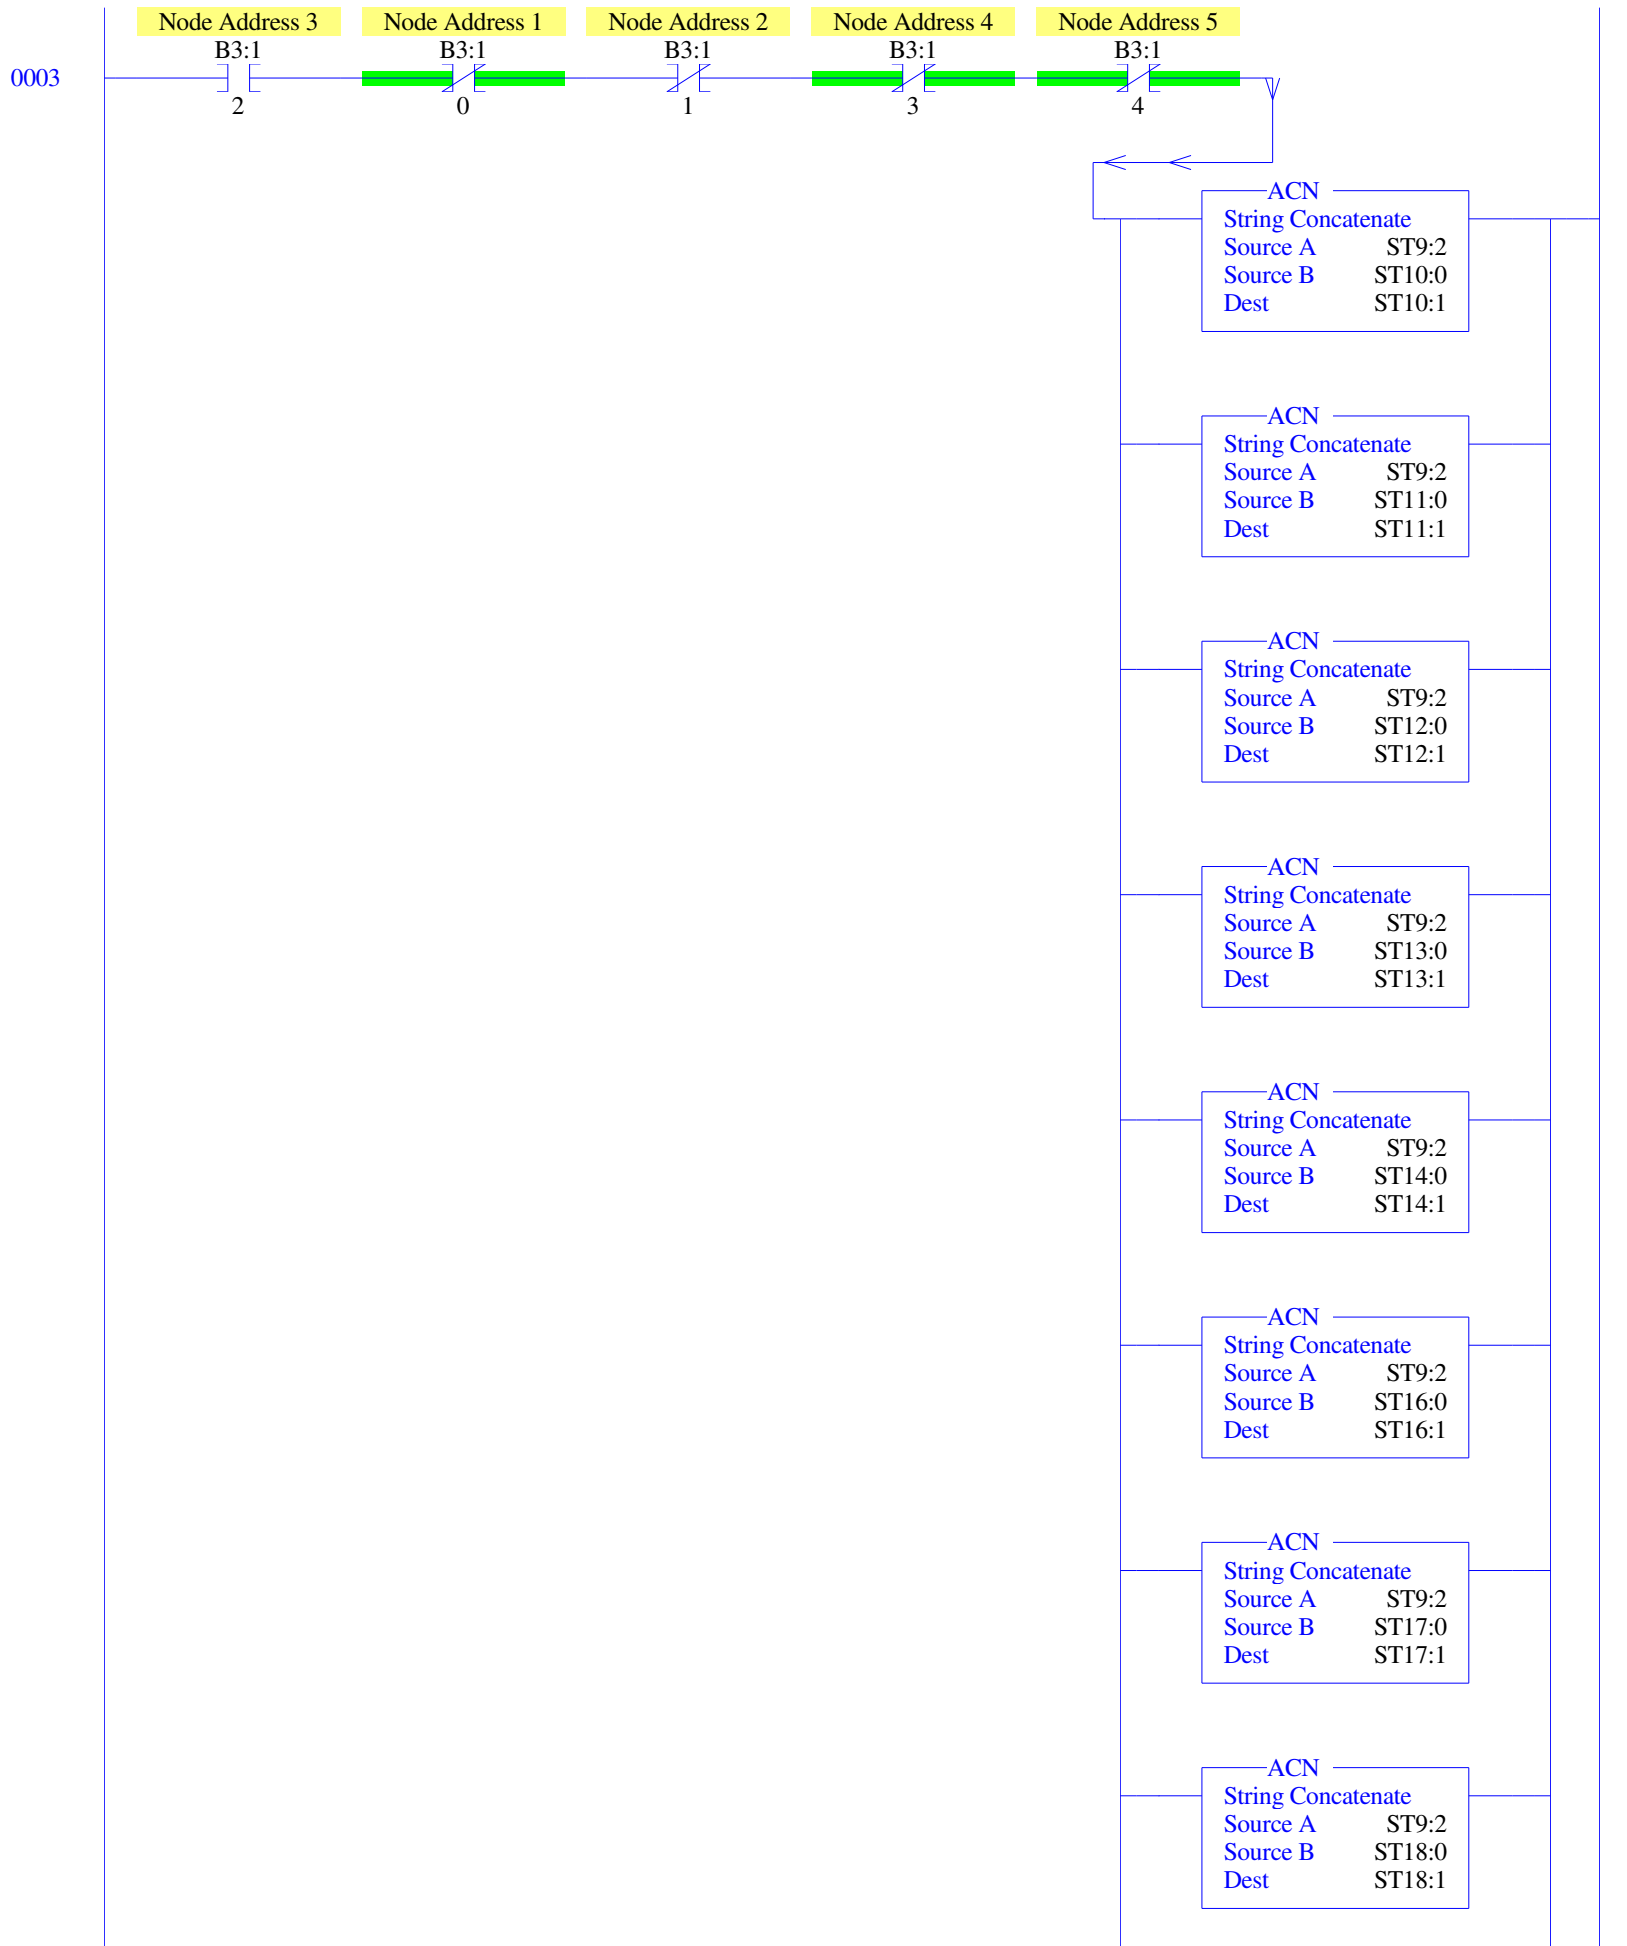 Node Address 3 Node Address 1 Node Address 2 Node Address 4 Node Address 5
B3:1 B3:1 B3:1 B3:1 B3:1
0003
2 0 1 3 4
ACN
String Concatenate
Source A ST9:2
Source B ST10:0
Dest ST10:1
ACN
String Concatenate
Source A ST9:2
Source B ST11:0
Dest ST11:1
ACN
String Concatenate
Source A ST9:2
Source B ST12:0
Dest ST12:1
ACN
String Concatenate
Source A ST9:2
Source B ST13:0
Dest ST13:1
ACN
String Concatenate
Source A ST9:2
Source B ST14:0
Dest ST14:1
ACN
String Concatenate
Source A ST9:2
Source B ST16:0
Dest ST16:1
ACN
String Concatenate
Source A ST9:2
Source B ST17:0
Dest ST17:1
ACN
String Concatenate
Source A ST9:2
Source B ST18:0
Dest ST18:1